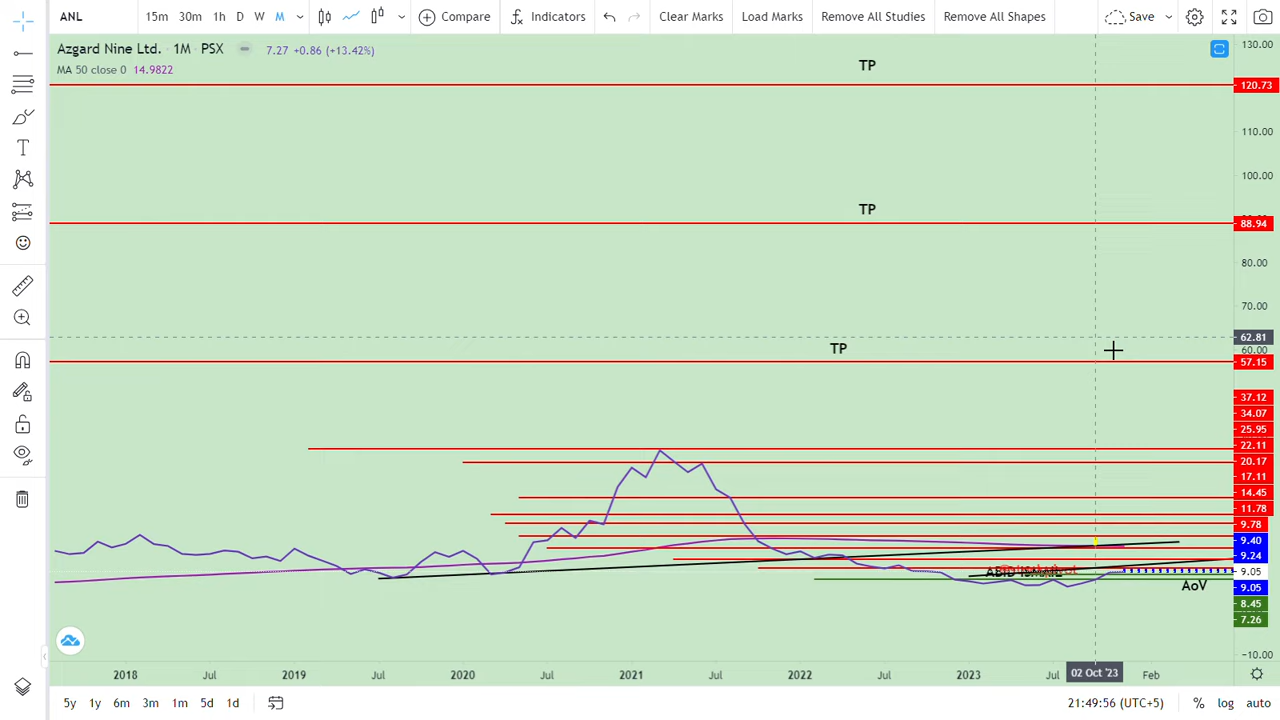 ANL 15m 30m 1h D W M Compare Indicators Clear Marks Load Marks Remove All Studies Remove All Shapes Save
Azgard Nine Ltd. · 1M · PSX 7.27 +0.86 (+13.42%)
MA 50 close 0 14.9822
TP
TP
TP
AoV
130.00
120.73
110.00
100.00
88.94
80.00
70.00
62.81
60.00
57.15
37.12
34.07
25.95
22.11
20.17
17.11
14.45
11.78
9.78
9.40
9.24
9.05
9.05
8.45
7.26
−10.00
2018 Jul 2019 Jul 2020 Jul 2021 Jul 2022 Jul 2023 Jul 02 Oct '23 Feb
5y 1y 6m 3m 1m 5d 1d 21:49:56 (UTC+5) % log auto